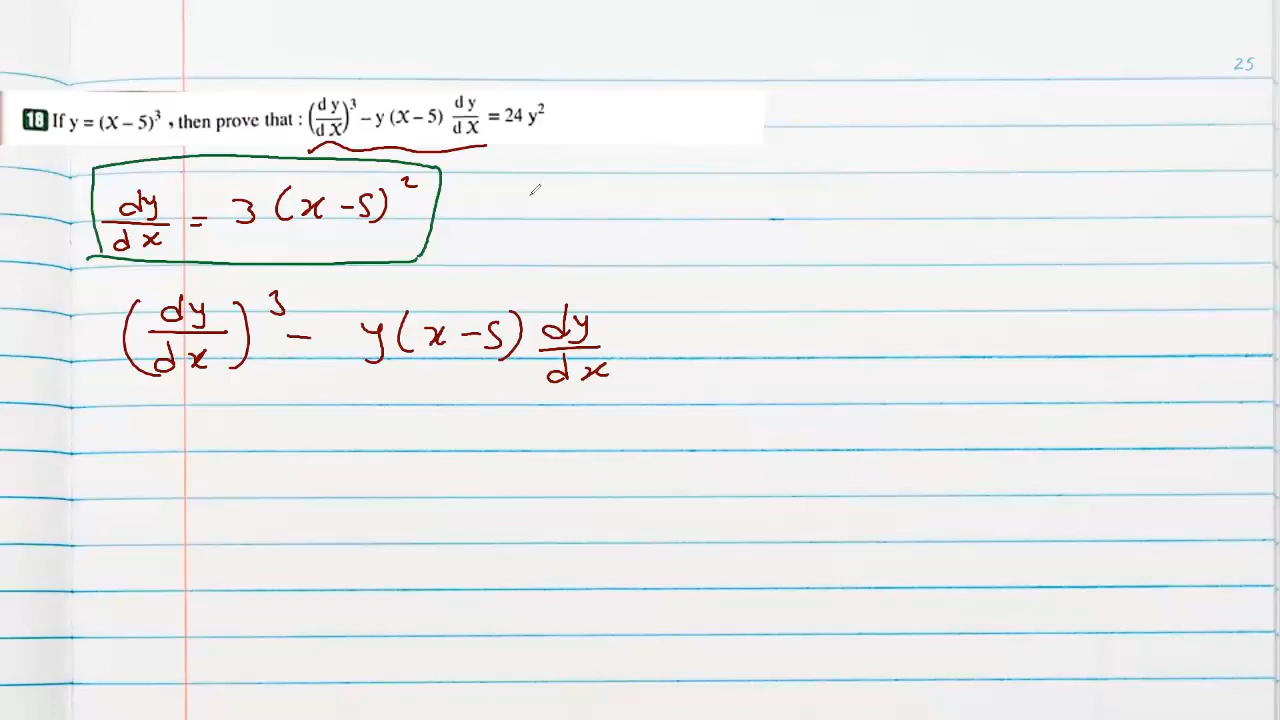 25
18 If y = (X – 5)³ , then prove that : (dy/dX)³ – y (X – 5) dy/dX = 24 y²
dy/dx = 3 (x – 5)²
(dy/dx)³ – y(x – 5) dy/dx